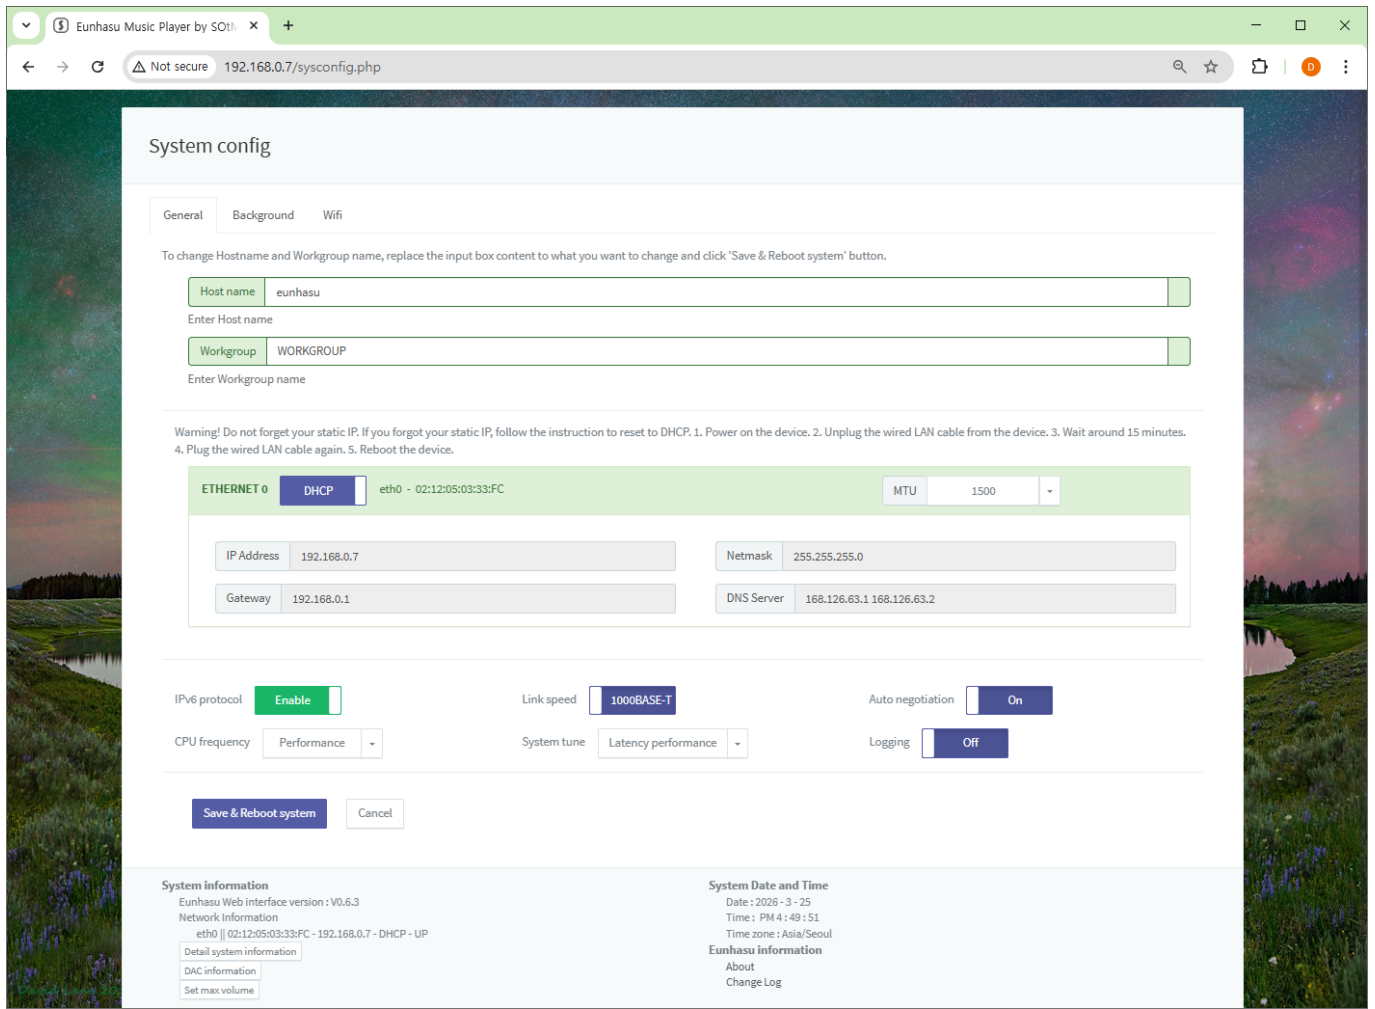 Eunhasu Music Player by SOtM
Not secure 192.168.0.7/sysconfig.php
D
System config
General Background Wifi
To change Hostname and Workgroup name, replace the input box content to what you want to change and click 'Save & Reboot system' button.
Host name eunhasu
Enter Host name
Workgroup WORKGROUP
Enter Workgroup name
Warning! Do not forget your static IP. If you forgot your static IP, follow the instruction to reset to DHCP. 1. Power on the device. 2. Unplug the wired LAN cable from the device. 3. Wait around 15 minutes.
4. Plug the wired LAN cable again. 5. Reboot the device.
ETHERNET 0 DHCP eth0 - 02:12:05:03:33:FC MTU 1500
IP Address 192.168.0.7 Netmask 255.255.255.0
Gateway 192.168.0.1 DNS Server 168.126.63.1 168.126.63.2
IPv6 protocol Enable Link speed 1000BASE-T Auto negotiation On
CPU frequency Performance System tune Latency performance Logging Off
Save & Reboot system Cancel
System information
Eunhasu Web interface version : V0.6.3
Network Information
eth0 || 02:12:05:03:33:FC - 192.168.0.7 - DHCP - UP
Detail system information
DAC information
Set max volume
System Date and Time
Date : 2026 - 3 - 25
Time : PM 4 : 49 : 51
Time zone : Asia/Seoul
Eunhasu information
About
Change Log